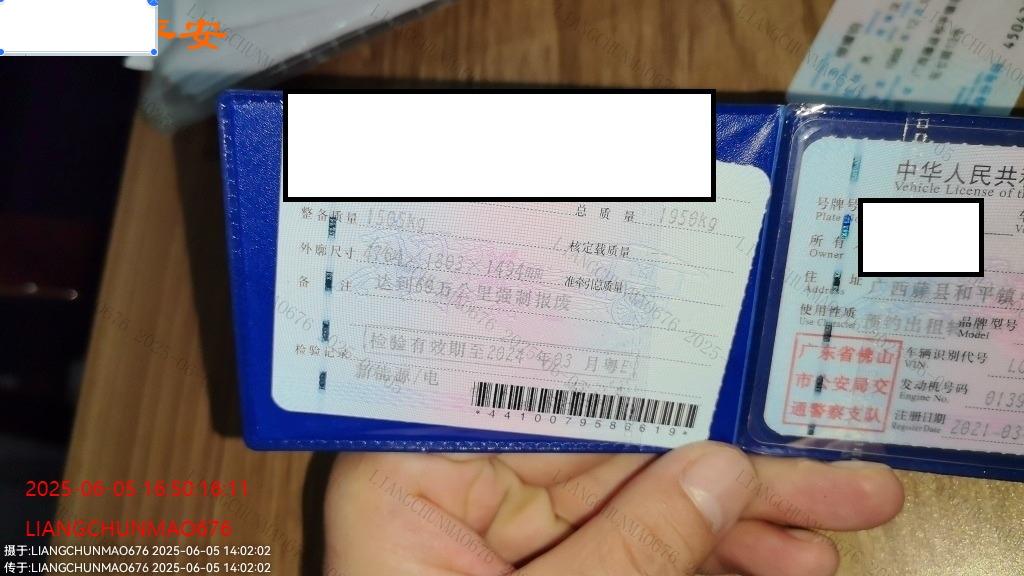 平安
整备质量 1505kg
总质量 1950kg
外廓尺寸
核定载质量
准牵引总质量
备注 达到60万公里强制报废
检验记录 检验有效期至2024年03月粤E
新能源/电
*4410079580619*
中华人民共和
Vehicle License of the
号牌号
Plate
所有
Owner
住址 广西藤县和平镇
Address
使用性质 预约出租
Use Character
品牌型号
Model
广东省佛山
市公安局交
通警察支队
车辆识别代号
VIN
发动机号码 0139
Engine No.
注册日期 2021-03
Register Date
2025-06-05 16:50:16:11
LIANGCHUNMAO676
摄于:LIANGCHUNMAO676 2025-06-05 14:02:02
传于:LIANGCHUNMAO676 2025-06-05 14:02:02